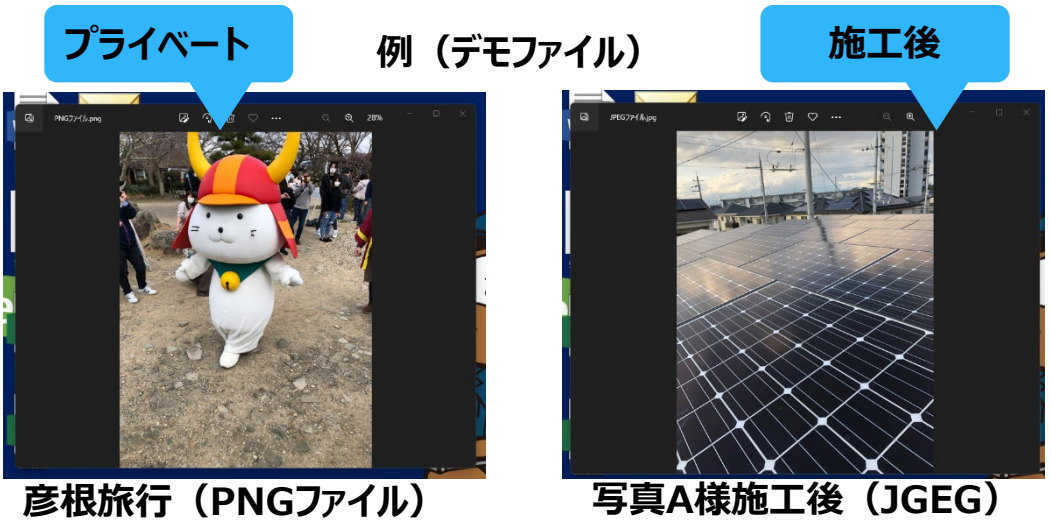 プライベート
例（デモファイル）
施工後
PNGファイル.png
28%
JPEGファイル.jpg
彦根旅行（PNGファイル）
写真A様施工後（JGEG）